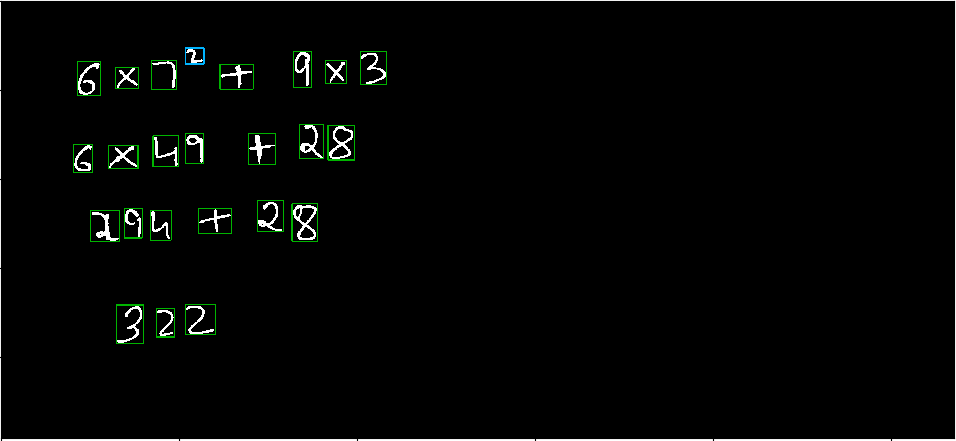 6 × 7² + 9 × 3
6 × 49 + 28
294 + 28
322